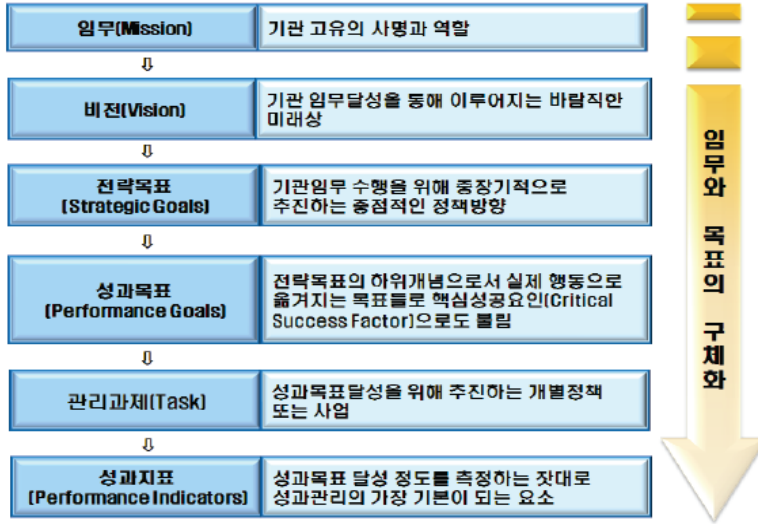 임무(Mission)
기관 고유의 사명과 역할
⇩
비전(Vision)
기관 임무달성을 통해 이루어지는 바람직한
미래상
⇩
전략목표
(Strategic Goals)
기관임무 수행을 위해 중장기적으로
추진하는 중점적인 정책방향
⇩
성과목표
(Performance Goals)
전략목표의 하위개념으로서 실제 행동으로
옮겨지는 목표들로 핵심성공요인(Critical
Success Factor)으로도 불림
⇩
관리과제(Task)
성과목표달성을 위해 추진하는 개별정책
또는 사업
⇩
성과지표
(Performance Indicators)
성과목표 달성 정도를 측정하는 잣대로
성과관리의 가장 기본이 되는 요소
임무와 목표의 구체화